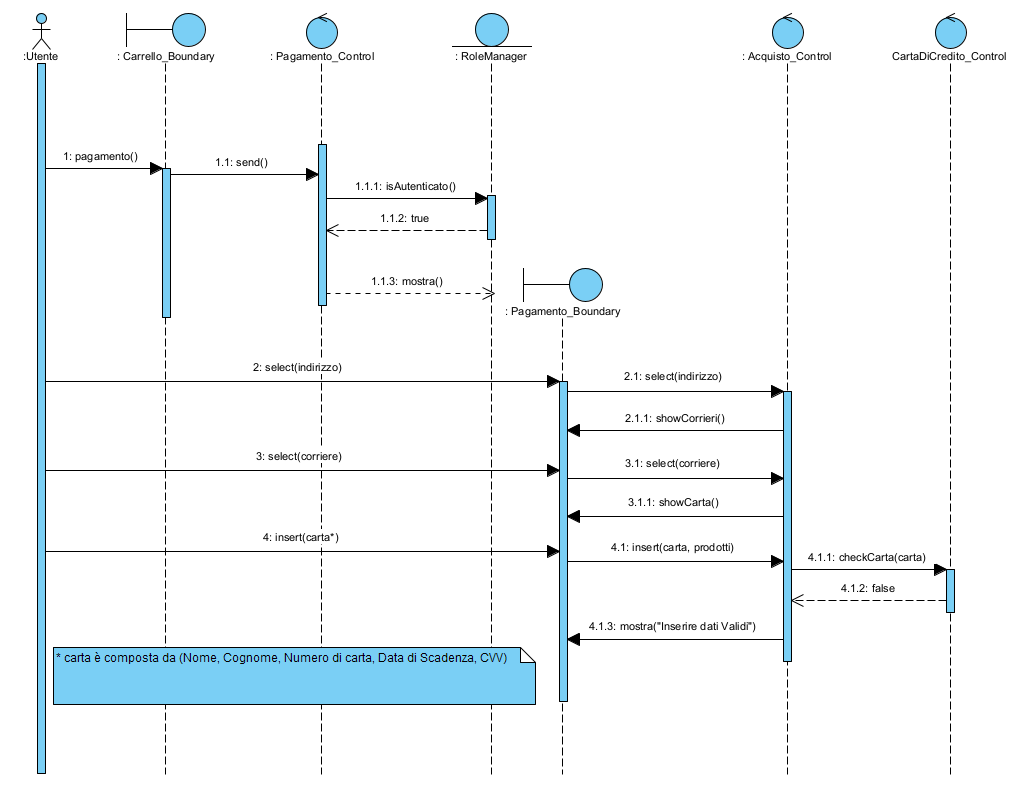 :Utente
: Carrello_Boundary
: Pagamento_Control
: RoleManager
: Acquisto_Control
CartaDiCredito_Control
1: pagamento()
1.1: send()
1.1.1: isAutenticato()
1.1.2: true
1.1.3: mostra()
: Pagamento_Boundary
2: select(indirizzo)
2.1: select(indirizzo)
2.1.1: showCorrieri()
3: select(corriere)
3.1: select(corriere)
3.1.1: showCarta()
4: insert(carta*)
4.1: insert(carta, prodotti)
4.1.1: checkCarta(carta)
4.1.2: false
4.1.3: mostra("Inserire dati Validi")
* carta è composta da (Nome, Cognome, Numero di carta, Data di Scadenza, CVV)